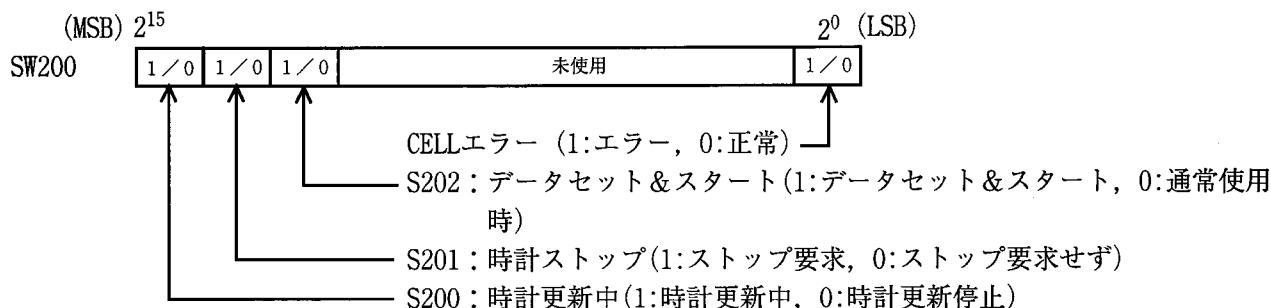 (MSB) 2^15 2^0 (LSB)
SW200 1/0 1/0 1/0 未使用 1/0
CELLエラー (1:エラー, 0:正常)
S202:データセット&スタート(1:データセット&スタート, 0:通常使用
時)
S201:時計ストップ(1:ストップ要求, 0:ストップ要求せず)
S200:時計更新中(1:時計更新中, 0:時計更新停止)